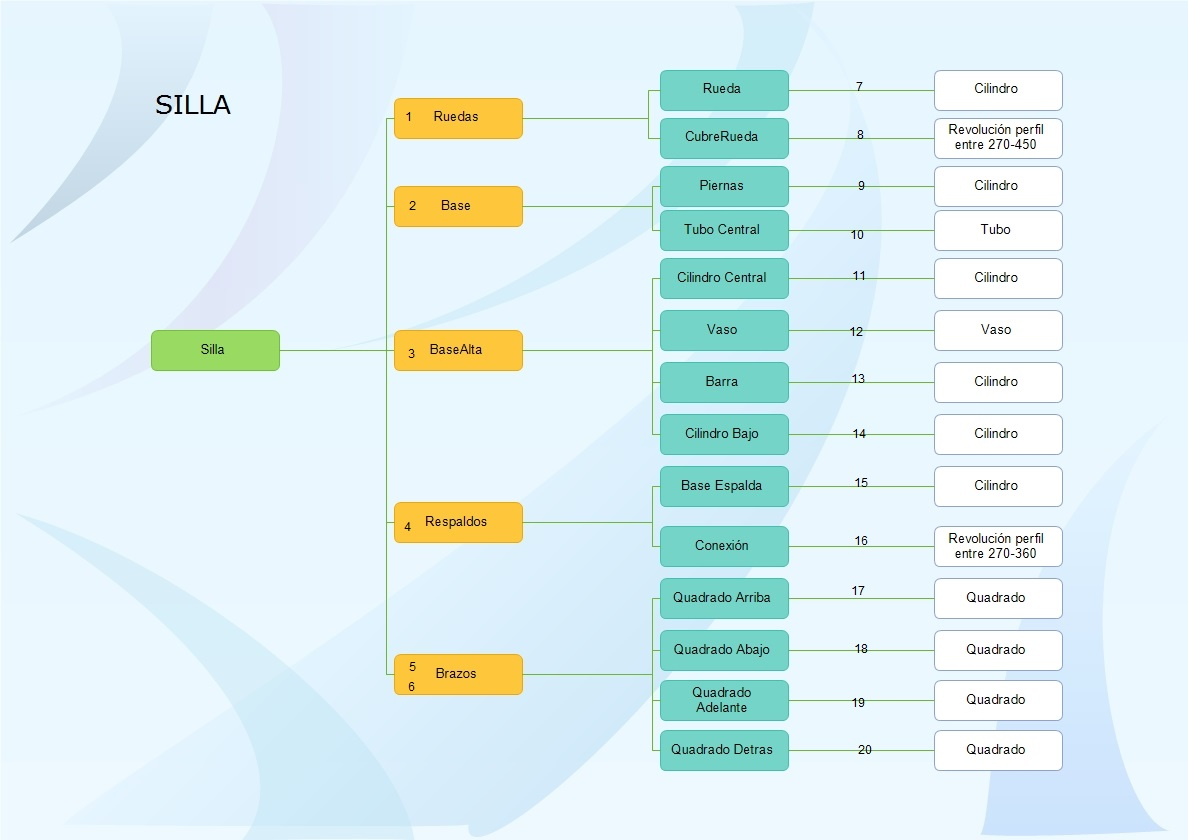 SILLA
Silla
1 Ruedas
2 Base
3 BaseAlta
4 Respaldos
5
6
Brazos
Rueda 7 Cilindro
CubreRueda 8 Revolución perfil
entre 270-450
Piernas 9 Cilindro
Tubo Central 10 Tubo
Cilindro Central 11 Cilindro
Vaso 12 Vaso
Barra 13 Cilindro
Cilindro Bajo 14 Cilindro
Base Espalda 15 Cilindro
Conexión 16 Revolución perfil
entre 270-360
Quadrado Arriba 17 Quadrado
Quadrado Abajo 18 Quadrado
Quadrado
Adelante 19 Quadrado
Quadrado Detras 20 Quadrado